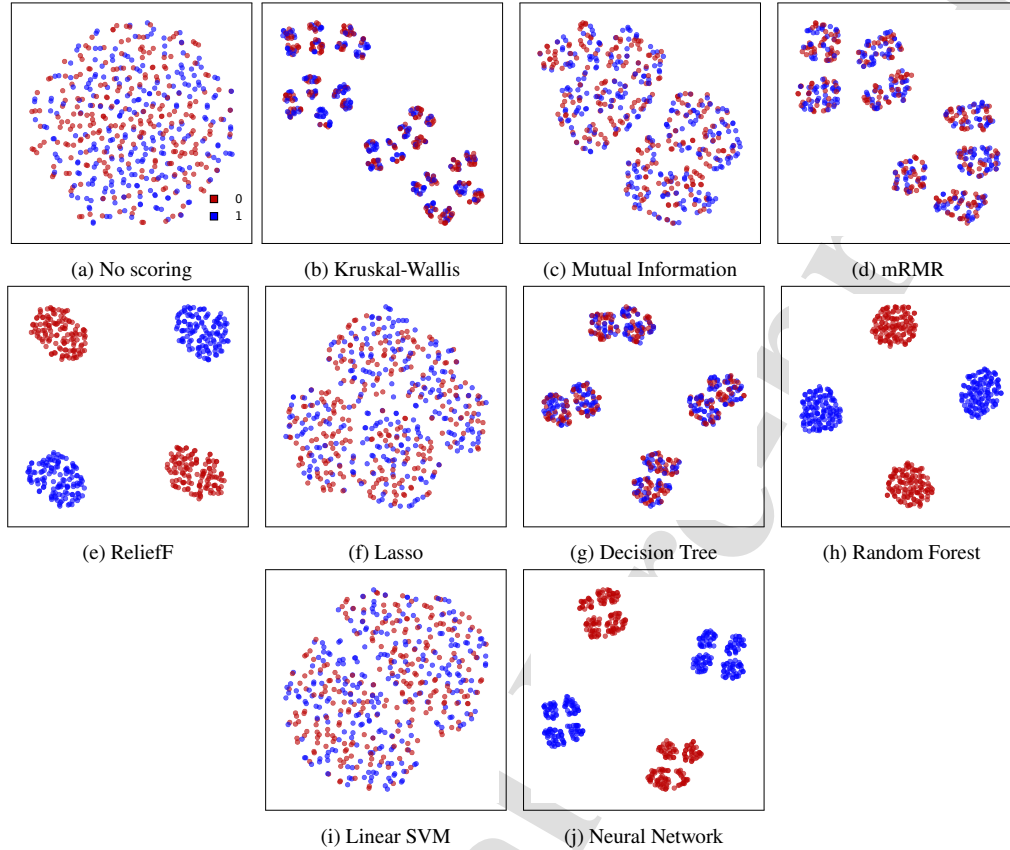 0
1
(a) No scoring
(b) Kruskal-Wallis
(c) Mutual Information
(d) mRMR
(e) ReliefF
(f) Lasso
(g) Decision Tree
(h) Random Forest
(i) Linear SVM
(j) Neural Network